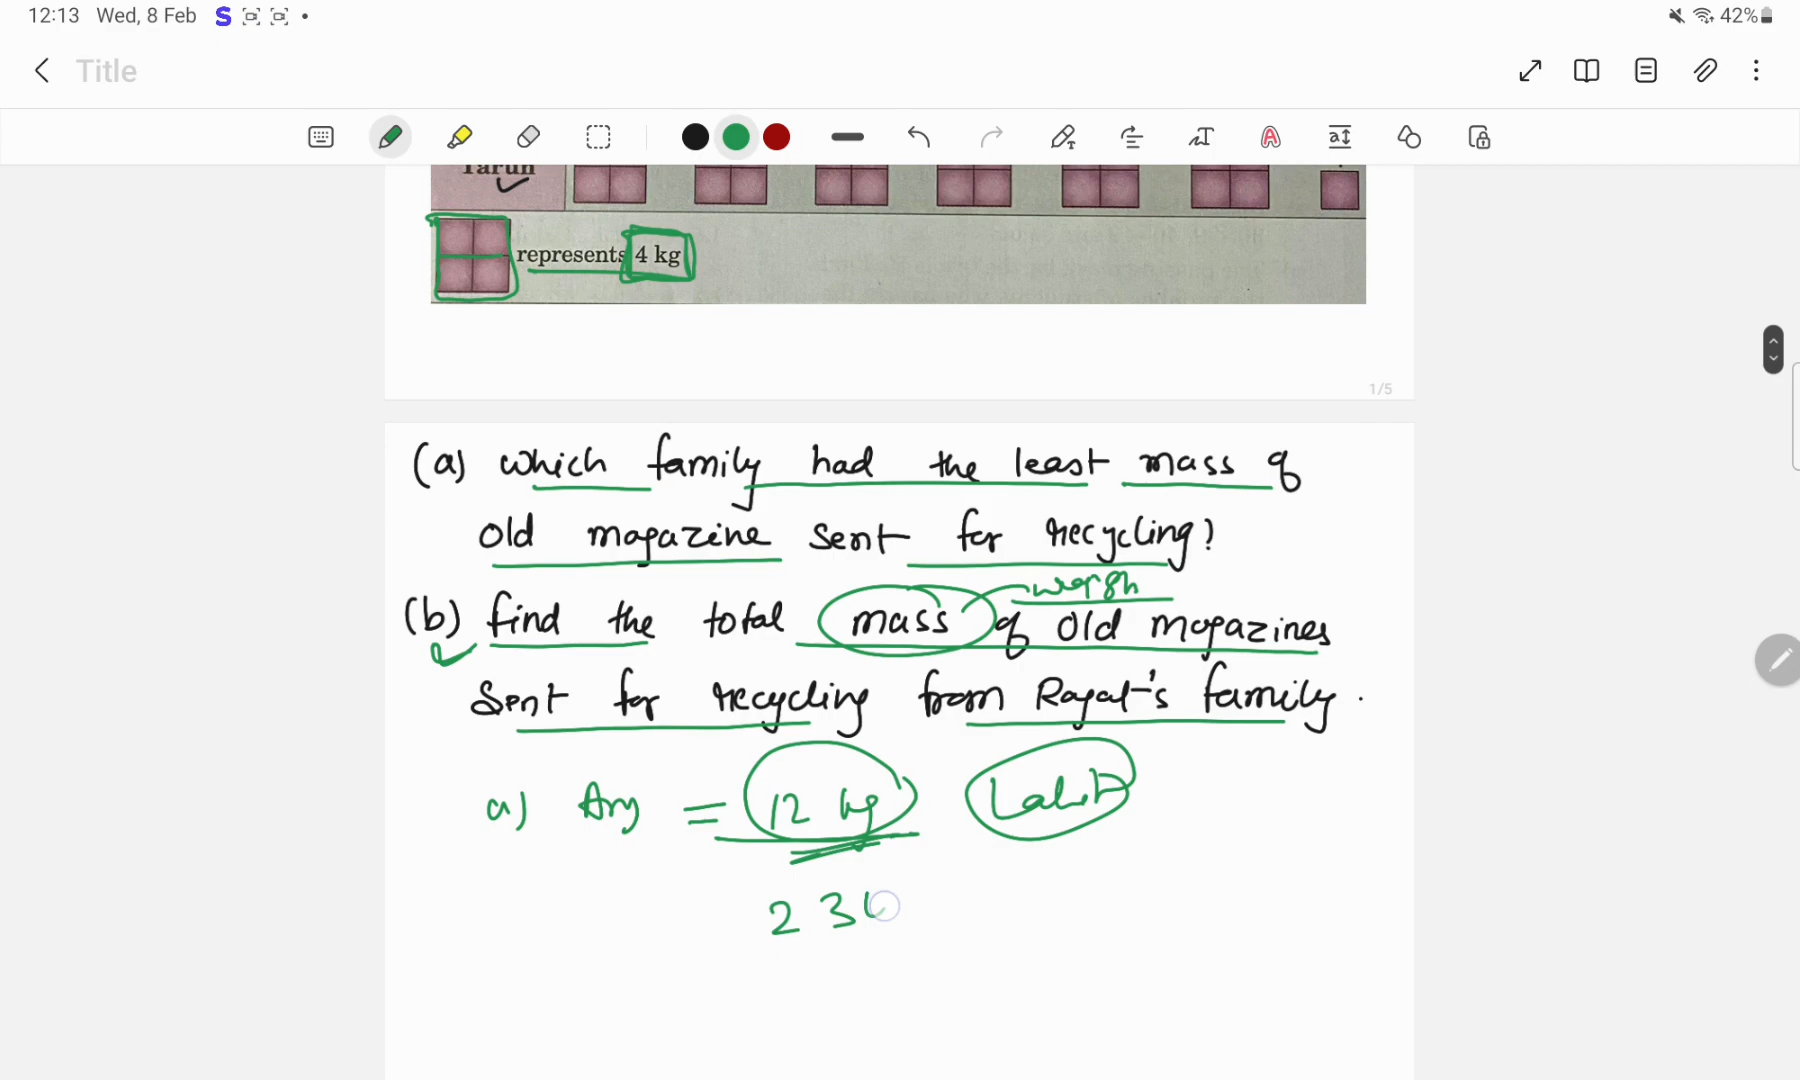 12:13 Wed, 8 Feb S 42%
Title
Tarun
represents 4 kg
1/5
(a) which family had the least mass of
old magazine sent for recycling?
weigh
(b) find the total mass of old magazines
sent for recycling from Rajat's family.
a) Ans = 12 kg Lalit
2 3